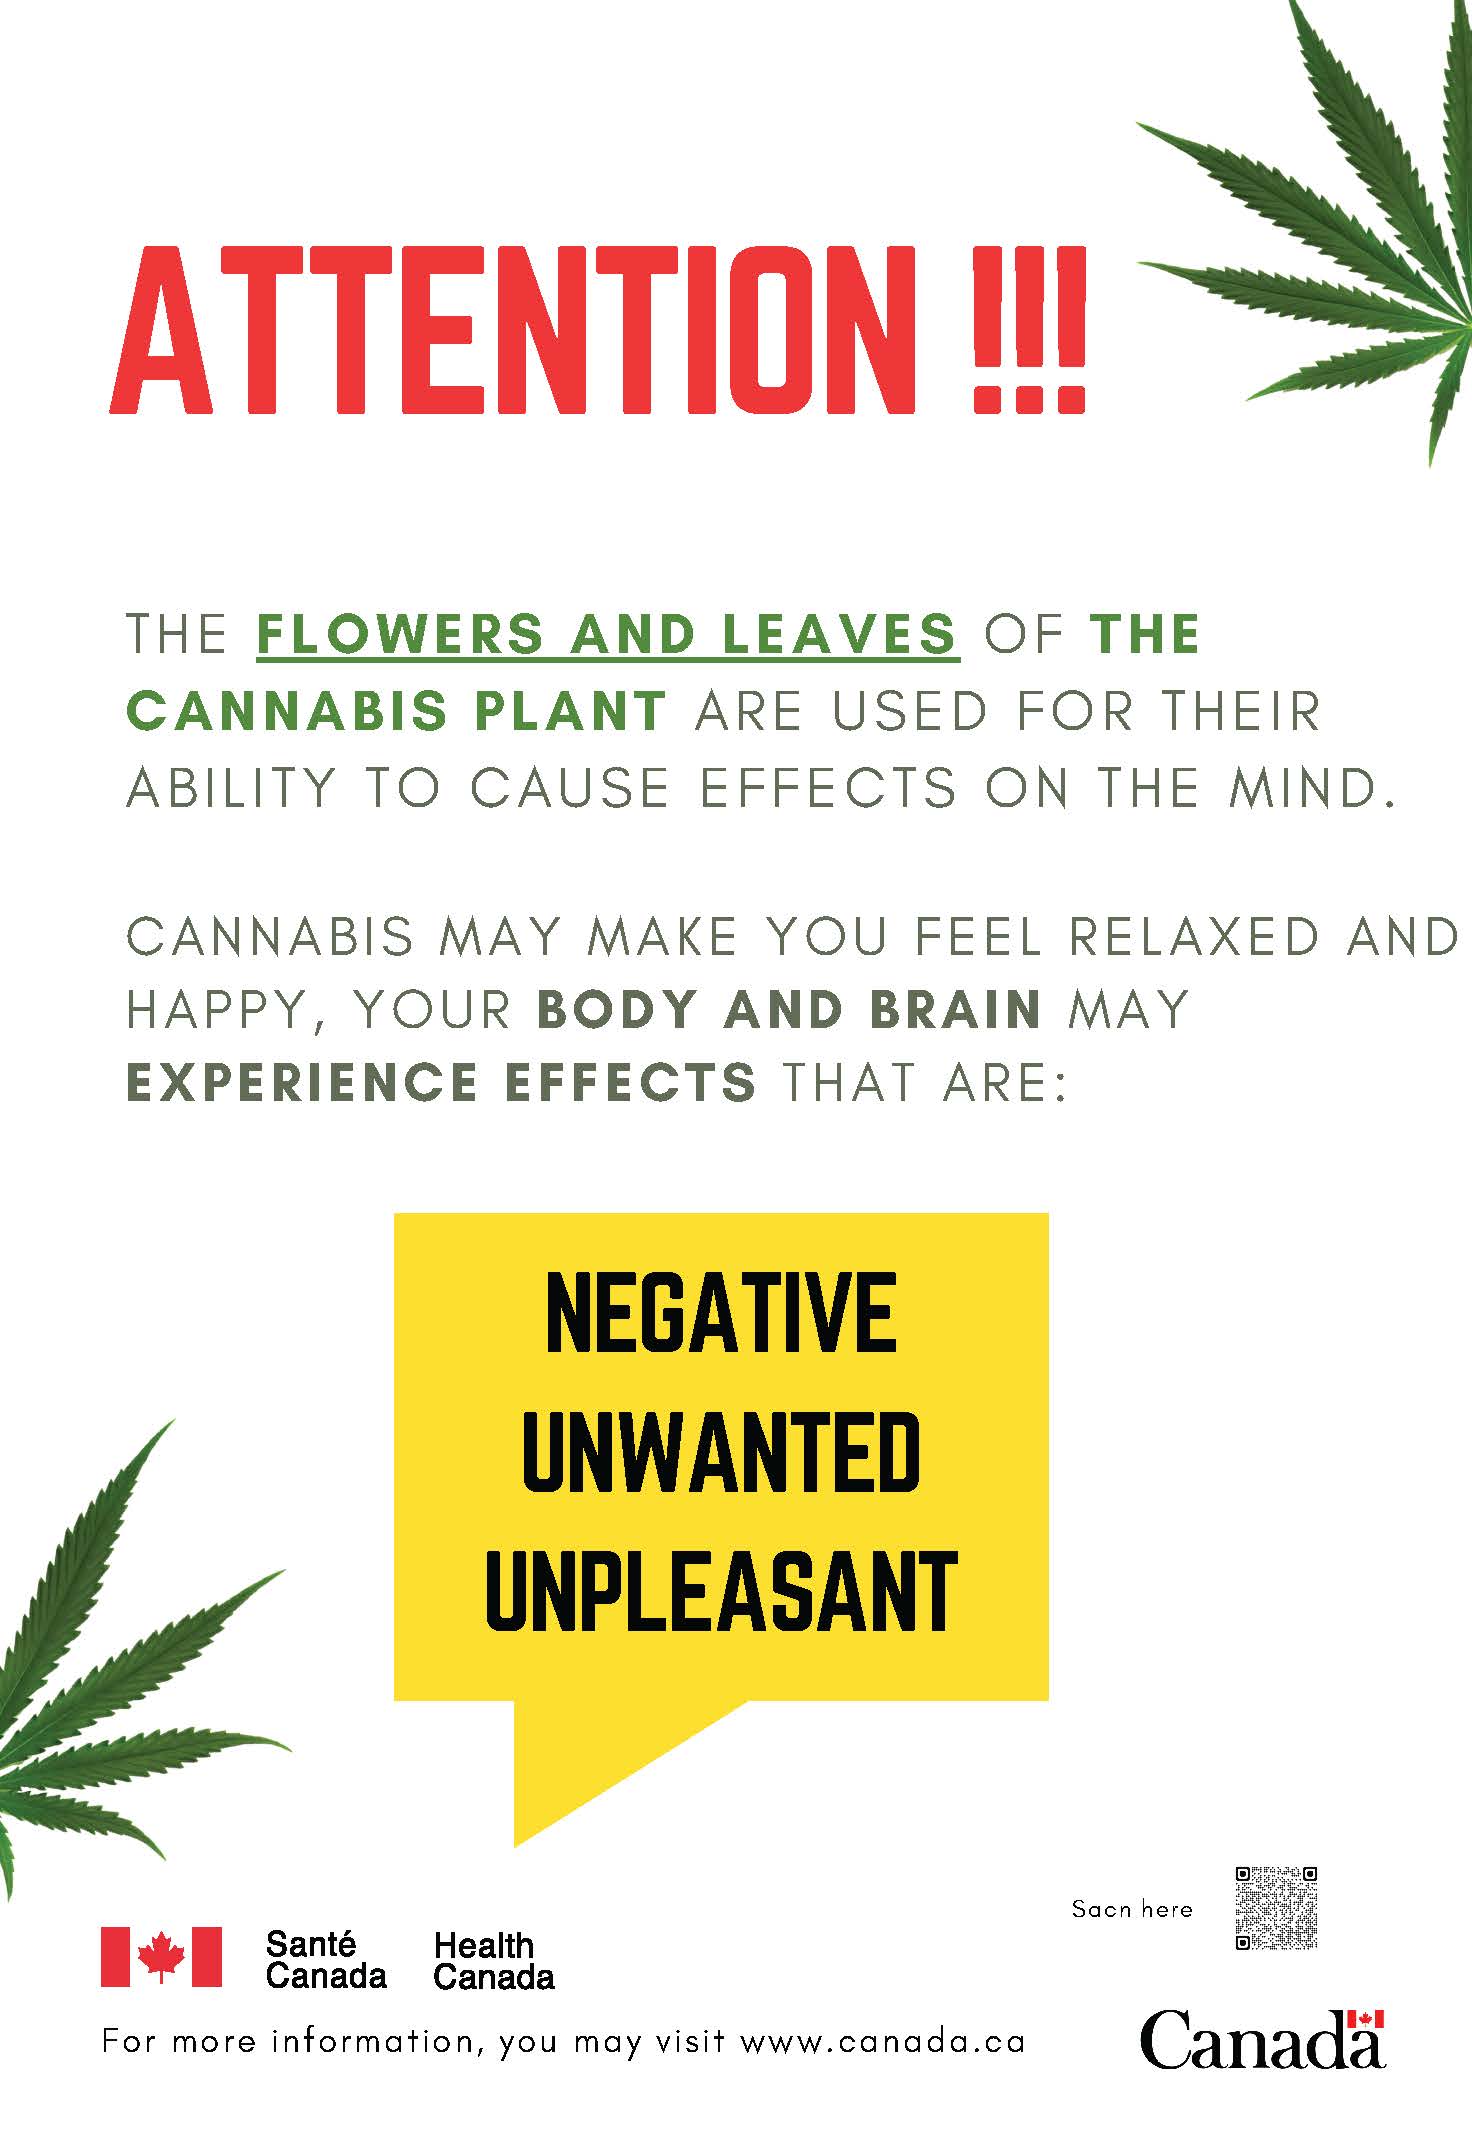 ATTENTION !!!
THE FLOWERS AND LEAVES OF THE
CANNABIS PLANT ARE USED FOR THEIR
ABILITY TO CAUSE EFFECTS ON THE MIND.
CANNABIS MAY MAKE YOU FEEL RELAXED AND
HAPPY, YOUR BODY AND BRAIN MAY
EXPERIENCE EFFECTS THAT ARE:
NEGATIVE
UNWANTED
UNPLEASANT
Sacn here
Santé
Canada
Health
Canada
For more information, you may visit www.canada.ca
Canada